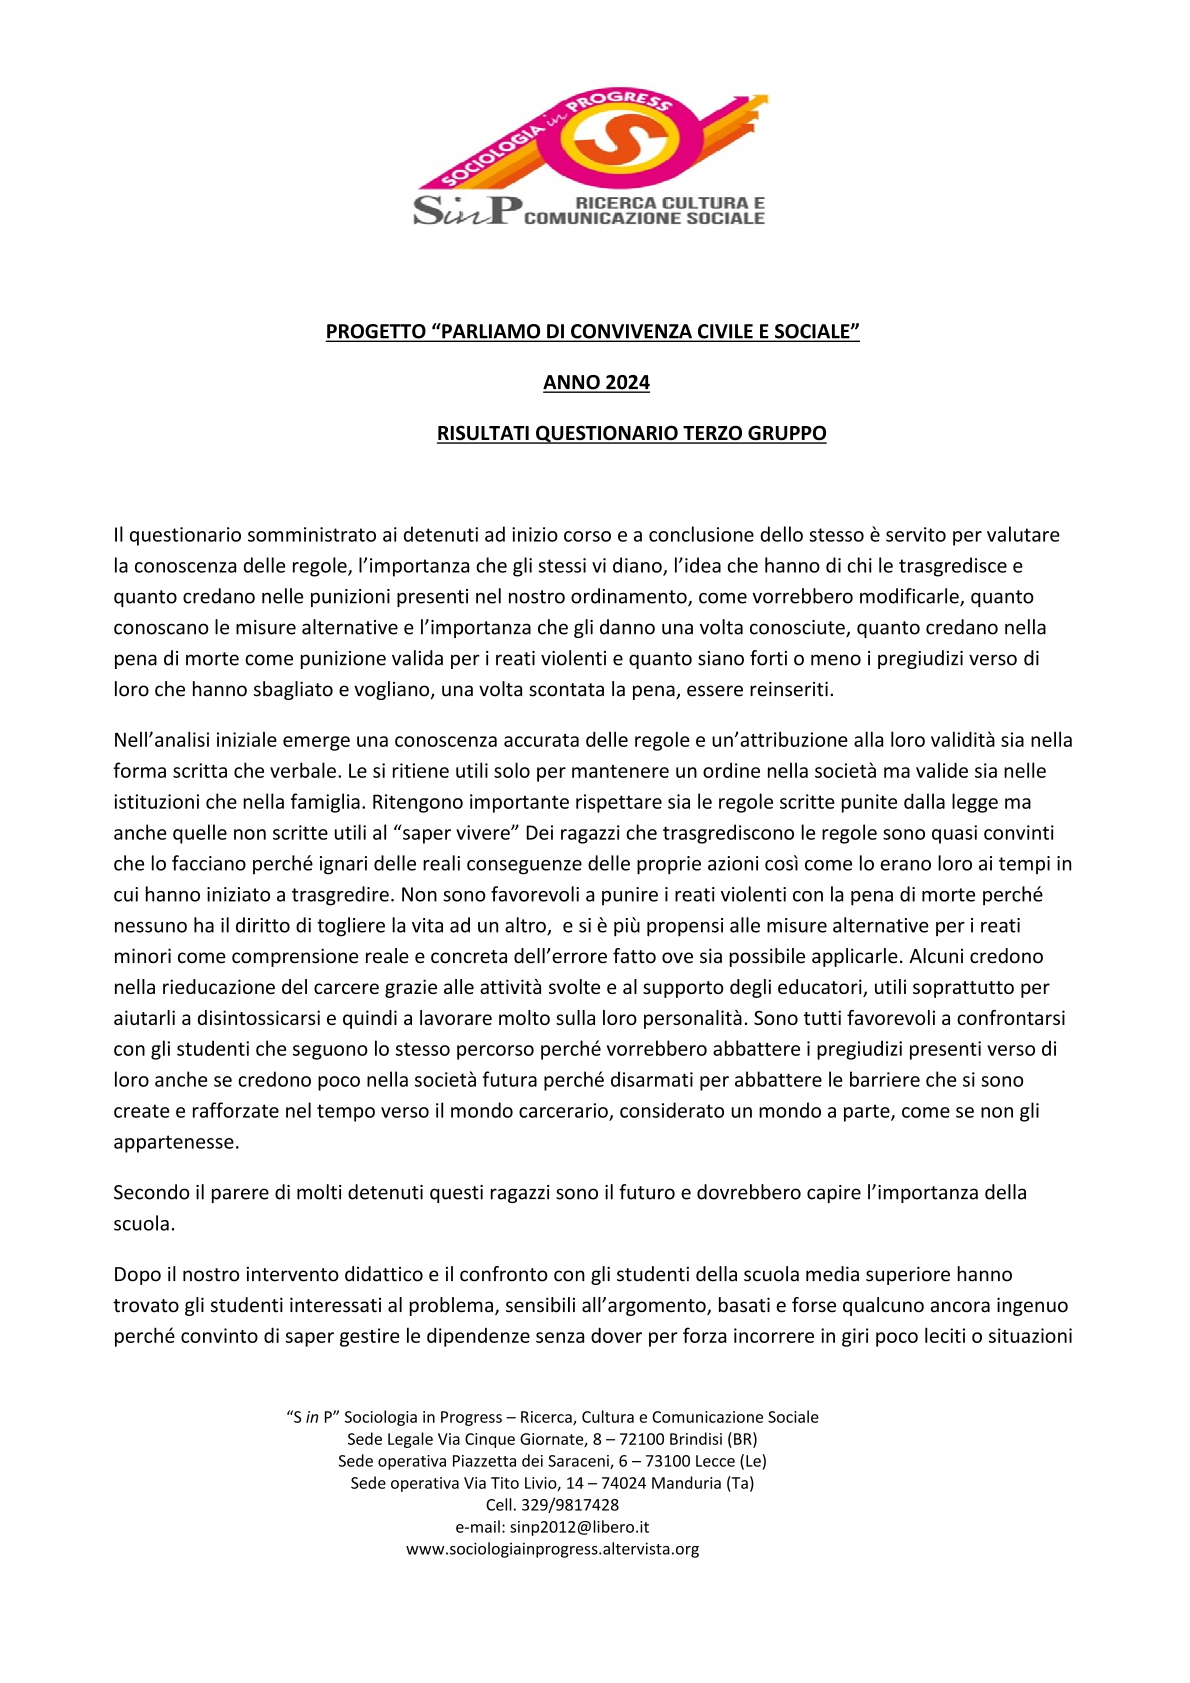 SOCIOLOGIA in PROGRESS
S
SinP RICERCA CULTURA E
COMUNICAZIONE SOCIALE
PROGETTO “PARLIAMO DI CONVIVENZA CIVILE E SOCIALE”
ANNO 2024
RISULTATI QUESTIONARIO TERZO GRUPPO
Il questionario somministrato ai detenuti ad inizio corso e a conclusione dello stesso è servito per valutare
la conoscenza delle regole, l’importanza che gli stessi vi diano, l’idea che hanno di chi le trasgredisce e
quanto credano nelle punizioni presenti nel nostro ordinamento, come vorrebbero modificarle, quanto
conoscano le misure alternative e l’importanza che gli danno una volta conosciute, quanto credano nella
pena di morte come punizione valida per i reati violenti e quanto siano forti o meno i pregiudizi verso di
loro che hanno sbagliato e vogliano, una volta scontata la pena, essere reinseriti.
Nell’analisi iniziale emerge una conoscenza accurata delle regole e un’attribuzione alla loro validità sia nella
forma scritta che verbale. Le si ritiene utili solo per mantenere un ordine nella società ma valide sia nelle
istituzioni che nella famiglia. Ritengono importante rispettare sia le regole scritte punite dalla legge ma
anche quelle non scritte utili al “saper vivere” Dei ragazzi che trasgrediscono le regole sono quasi convinti
che lo facciano perché ignari delle reali conseguenze delle proprie azioni così come lo erano loro ai tempi in
cui hanno iniziato a trasgredire. Non sono favorevoli a punire i reati violenti con la pena di morte perché
nessuno ha il diritto di togliere la vita ad un altro,  e si è più propensi alle misure alternative per i reati
minori come comprensione reale e concreta dell’errore fatto ove sia possibile applicarle. Alcuni credono
nella rieducazione del carcere grazie alle attività svolte e al supporto degli educatori, utili soprattutto per
aiutarli a disintossicarsi e quindi a lavorare molto sulla loro personalità. Sono tutti favorevoli a confrontarsi
con gli studenti che seguono lo stesso percorso perché vorrebbero abbattere i pregiudizi presenti verso di
loro anche se credono poco nella società futura perché disarmati per abbattere le barriere che si sono
create e rafforzate nel tempo verso il mondo carcerario, considerato un mondo a parte, come se non gli
appartenesse.
Secondo il parere di molti detenuti questi ragazzi sono il futuro e dovrebbero capire l’importanza della
scuola.
Dopo il nostro intervento didattico e il confronto con gli studenti della scuola media superiore hanno
trovato gli studenti interessati al problema, sensibili all’argomento, basati e forse qualcuno ancora ingenuo
perché convinto di saper gestire le dipendenze senza dover per forza incorrere in giri poco leciti o situazioni
“S in P” Sociologia in Progress – Ricerca, Cultura e Comunicazione Sociale
Sede Legale Via Cinque Giornate, 8 – 72100 Brindisi (BR)
Sede operativa Piazzetta dei Saraceni, 6 – 73100 Lecce (Le)
Sede operativa Via Tito Livio, 14 – 74024 Manduria (Ta)
Cell. 329/9817428
e-mail: sinp2012@libero.it
www.sociologiainprogress.altervista.org